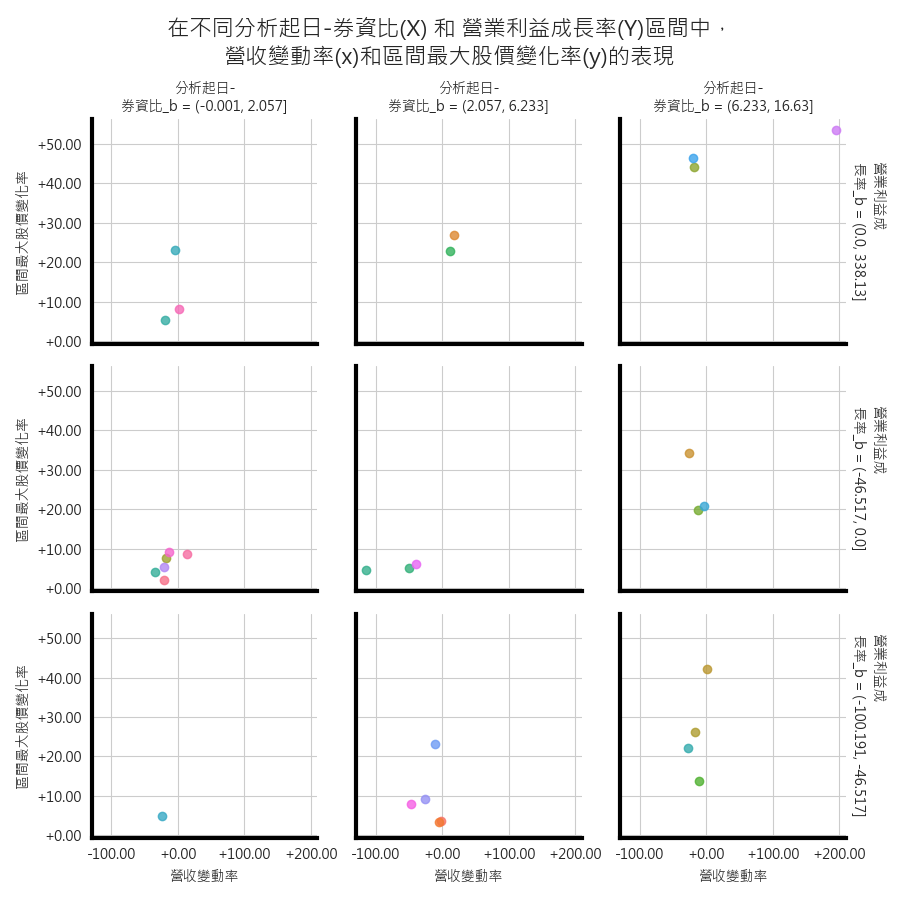 在不同分析起日-券資比(X) 和 營業利益成長率(Y)區間中，
營收變動率(x)和區間最大股價變化率(y)的表現
分析起日-
券資比_b = (-0.001, 2.057]
分析起日-
券資比_b = (2.057, 6.233]
分析起日-
券資比_b = (6.233, 16.63]
區間最大股價變化率
+50.00
+40.00
+30.00
+20.00
+10.00
+0.00
營業利益成
長率_b = (0.0, 338.13]
區間最大股價變化率
+50.00
+40.00
+30.00
+20.00
+10.00
+0.00
營業利益成
長率_b = (-46.517, 0.0]
區間最大股價變化率
+50.00
+40.00
+30.00
+20.00
+10.00
+0.00
營業利益成
長率_b = (-100.191, -46.517]
-100.00 +0.00 +100.00 +200.00
-100.00 +0.00 +100.00 +200.00
-100.00 +0.00 +100.00 +200.00
營收變動率
營收變動率
營收變動率